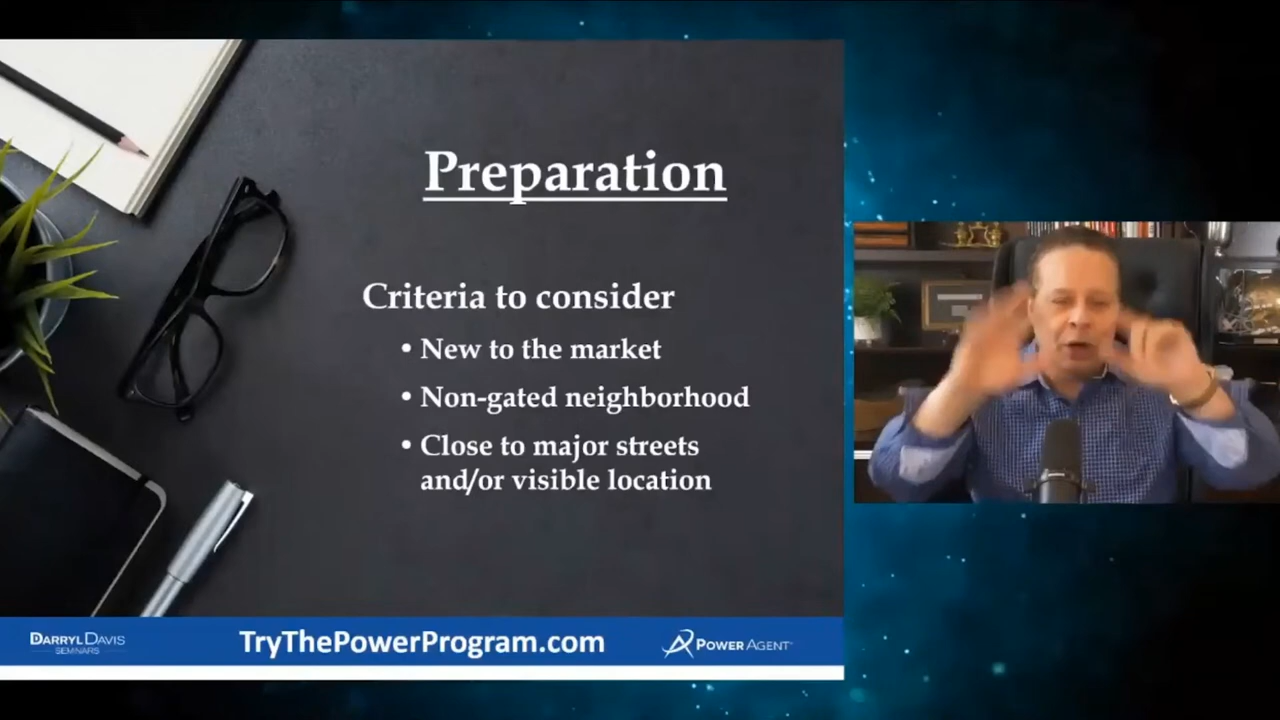 Preparation
Criteria to consider
• New to the market
• Non-gated neighborhood
• Close to major streets
and/or visible location
DARRYL DAVIS
SEMINARS
TryThePowerProgram.com
POWER AGENT